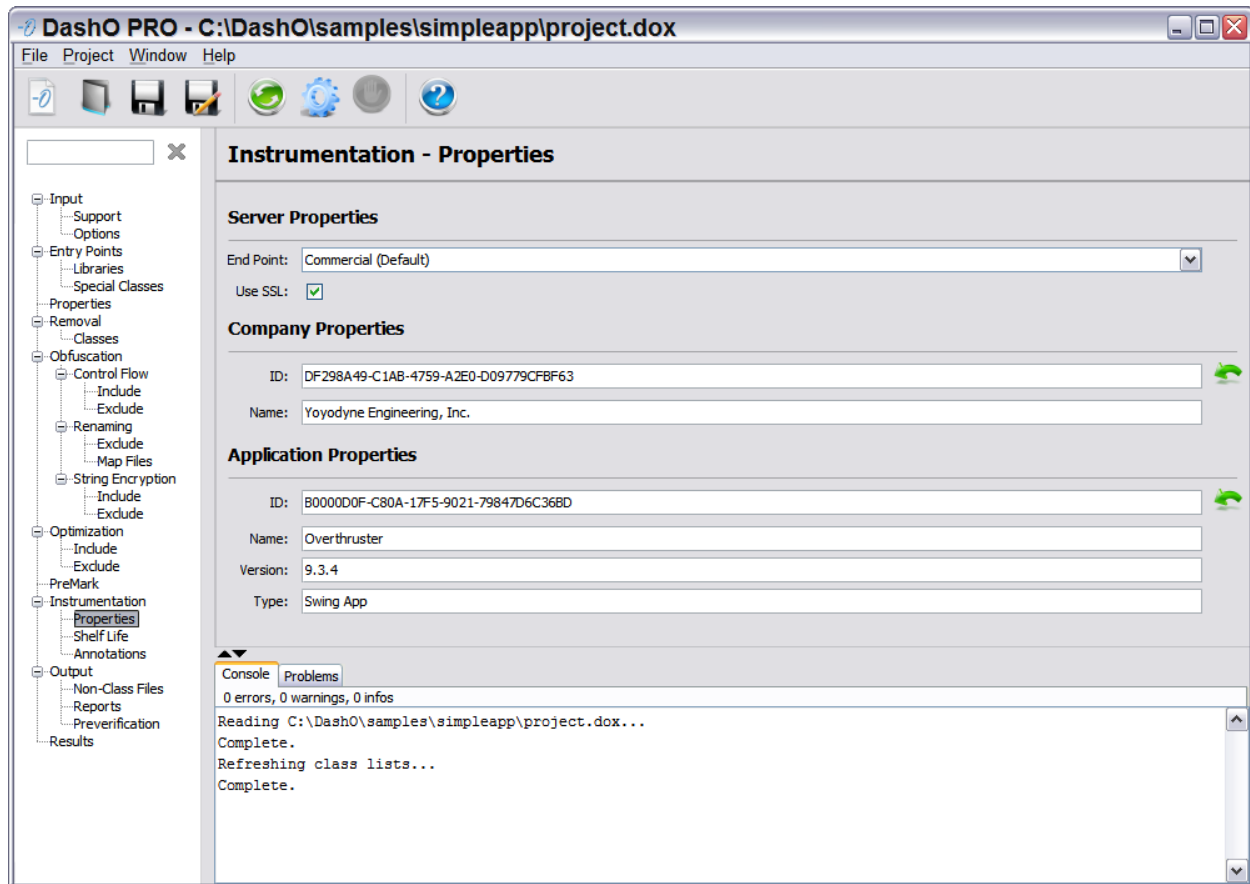 DashO PRO - C:\DashO\samples\simpleapp\project.dox
File Project Window Help
Instrumentation - Properties
Input
Support
Options
Entry Points
Libraries
Special Classes
Properties
Removal
Classes
Obfuscation
Control Flow
Include
Exclude
Renaming
Exclude
Map Files
String Encryption
Include
Exclude
Optimization
Include
Exclude
PreMark
Instrumentation
Properties
Shelf Life
Annotations
Output
Non-Class Files
Reports
Preverification
Results
Server Properties
End Point: Commercial (Default)
Use SSL:
Company Properties
ID: DF298A49-C1AB-4759-A2E0-D09779CFBF63
Name: Yoyodyne Engineering, Inc.
Application Properties
ID: B0000D0F-C80A-17F5-9021-79847D6C36BD
Name: Overthruster
Version: 9.3.4
Type: Swing App
Console Problems
0 errors, 0 warnings, 0 infos
Reading C:\DashO\samples\simpleapp\project.dox...
Complete.
Refreshing class lists...
Complete.